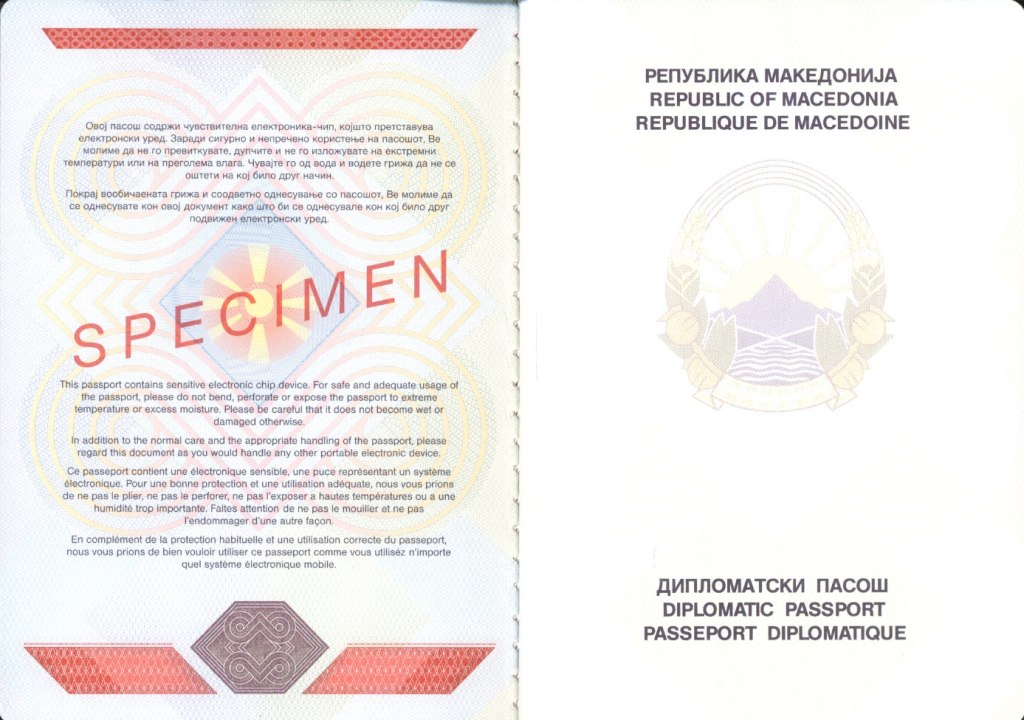 Овој пасош содржи чувствителна електроника-чип, којшто претставува
електронски уред. Заради сигурно и непречено користење на пасошот, Ве
молиме да не го превиткувате, дупчите и не го изложувате на екстремни
температури или на преголема влага. Чувајте го од вода и водете грижа да не се
оштети на кој било друг начин.
Покрај вообичаената грижа и соодветно однесување со пасошот, Ве молиме да
се однесувате кон овој документ како што би се однесувале кон кој било друг
подвижен електронски уред.
SPECIMEN
This passport contains sensitive electronic chip device. For safe and adequate usage of
the passport, please do not bend, perforate or expose the passport to extreme
temperature or excess moisture. Please be careful that it does not become wet or
damaged otherwise.
In addition to the normal care and the appropriate handling of the passport, please
regard this document as you would handle any other portable electronic device.
Ce passeport contient une électronique sensible, une puce représentant un système
électronique. Pour une bonne protection et une utilisation adéquate, nous vous prions
de ne pas le plier, ne pas le perforer, ne pas l'exposer a hautes températures ou a une
humidité trop importante. Faites attention de ne pas le mouiller et ne pas
l'endommager d'une autre façon.
En complément de la protection habituelle et une utilisation correcte du passeport,
nous vous prions de bien vouloir utiliser ce passeport comme vous utiliséz n'importe
quel système électronique mobile.
РЕПУБЛИКА МАКЕДОНИЈА
REPUBLIC OF MACEDONIA
REPUBLIQUE DE MACEDOINE
ДИПЛОМАТСКИ ПАСОШ
DIPLOMATIC PASSPORT
PASSEPORT DIPLOMATIQUE